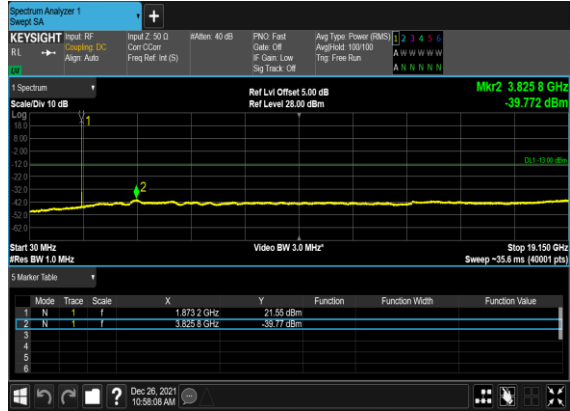 Spectrum Analyzer 1
Swept SA
KEYSIGHT Input: RF Input Z: 50 Ω #Atten: 40 dB PNO: Fast Avg Type: Power (RMS) 1 2 3 4 5 6
RL Coupling: DC Corr CCorr Gate: Off Avg|Hold: 100/100 A W W W W W
Align: Auto Freq Ref: Int (S) IF Gain: Low Trig: Free Run
LW Sig Track: Off A N N N N N
1 Spectrum Ref Lvl Offset 5.00 dB Mkr2 3.825 8 GHz
Scale/Div 10 dB Ref Level 28.00 dBm -39.772 dBm
Log
18.0
8.00
-2.00
-12.0
-22.0
-32.0
-42.0
-52.0
-62.0
1
2
DL1 -13.00 dBm
Start 30 MHz Video BW 3.0 MHz* Stop 19.150 GHz
#Res BW 1.0 MHz Sweep ~35.6 ms (40001 pts)
5 Marker Table
Mode Trace Scale X Y Function Function Width Function Value
1 N 1 f 1.873 2 GHz 21.55 dBm
2 N 1 f 3.825 8 GHz -39.77 dBm
3
4
5
6
? Dec 26, 2021
10:58:08 AM